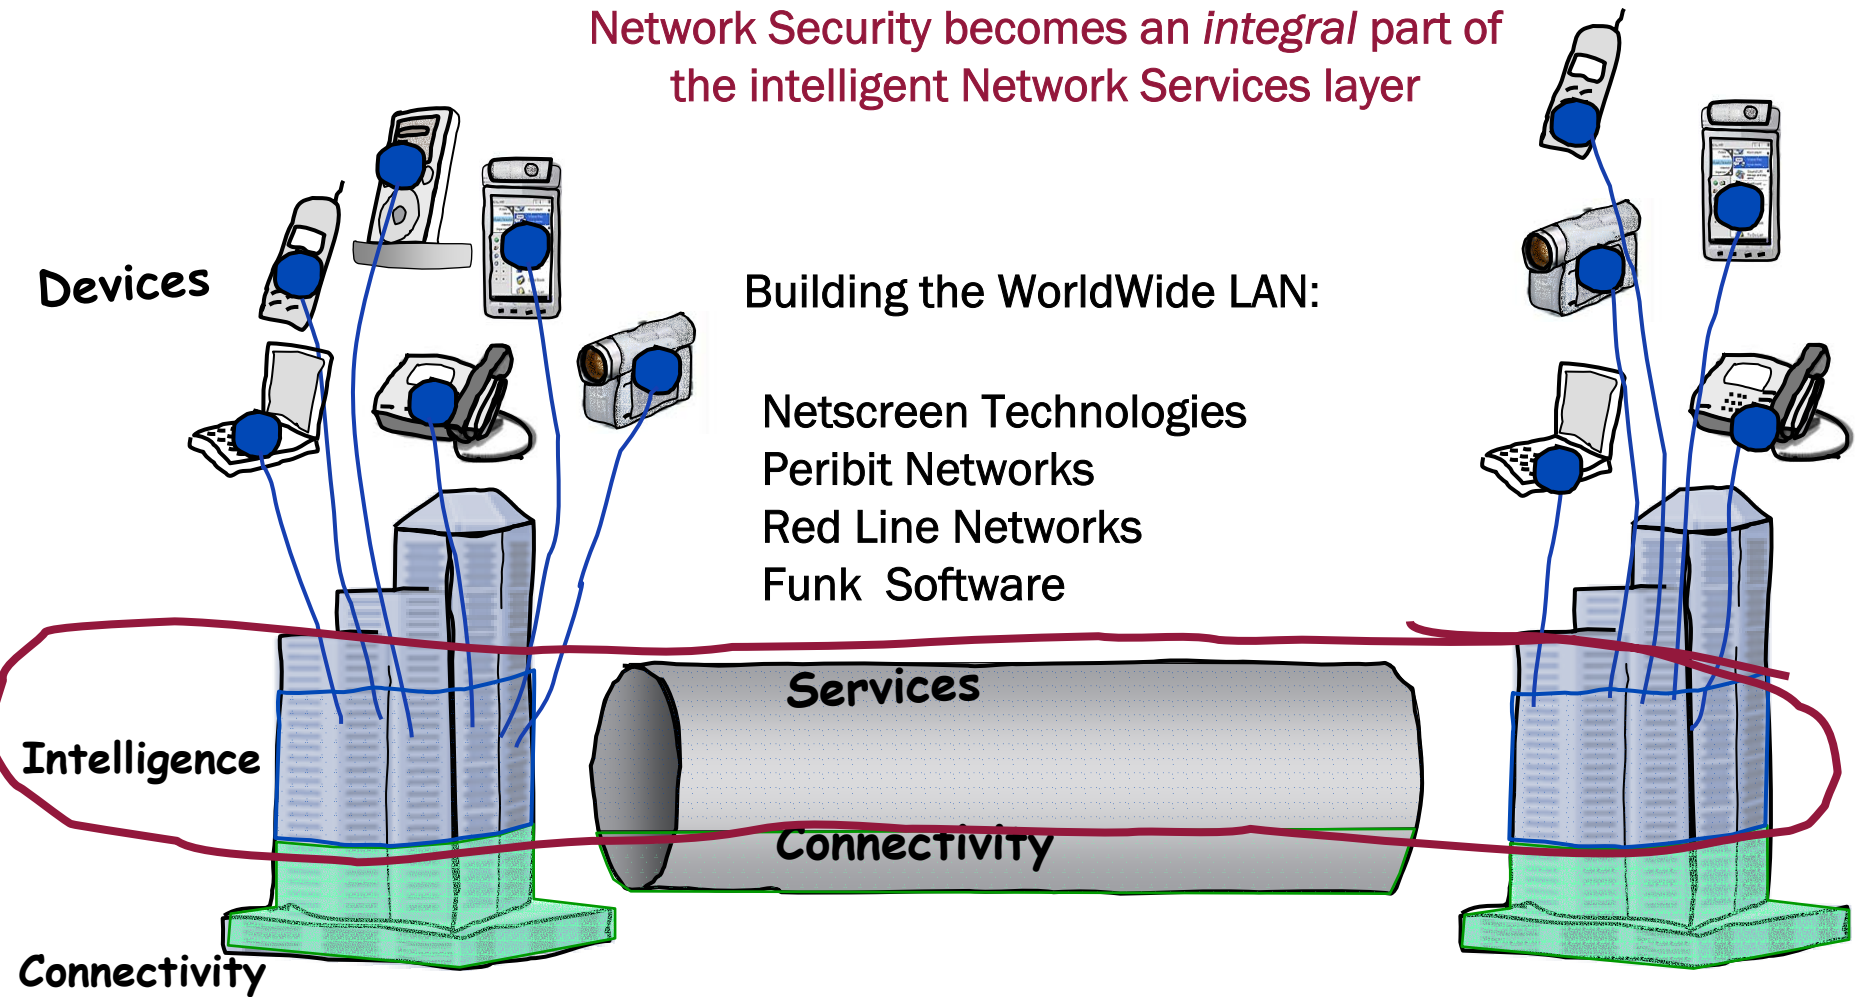 Network Security becomes an integral part of
the intelligent Network Services layer
Devices
Building the WorldWide LAN:
Netscreen Technologies
Peribit Networks
Red Line Networks
Funk Software
Services
Intelligence
Connectivity
Connectivity